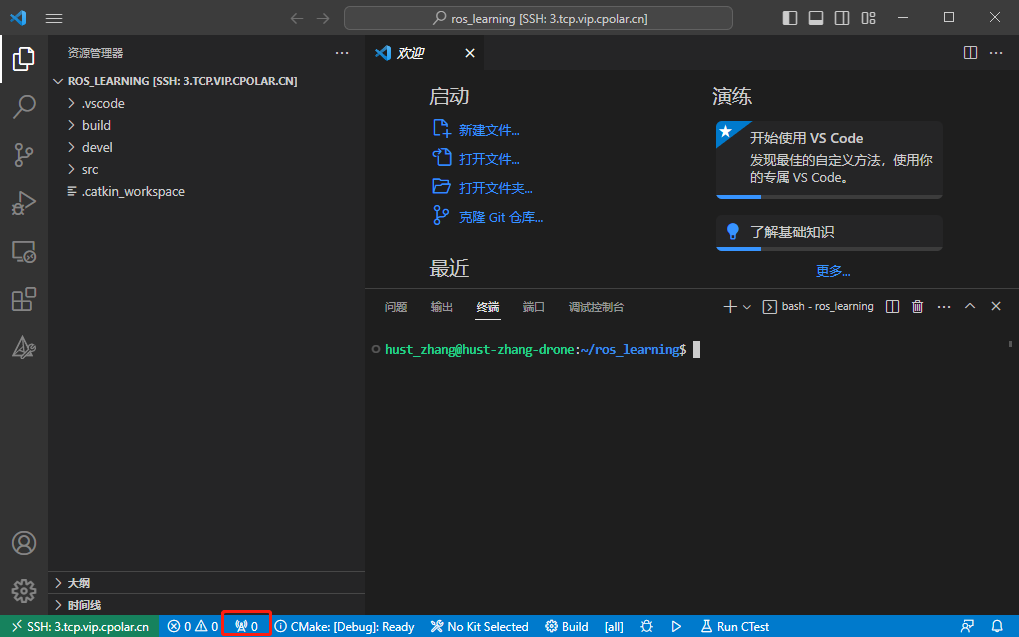 ros_learning [SSH: 3.tcp.vip.cpolar.cn]
资源管理器
ROS_LEARNING [SSH: 3.TCP.VIP.CPOLAR.CN]
.vscode
build
devel
src
.catkin_workspace
大纲
时间线
欢迎
启动
新建文件...
打开文件...
打开文件夹...
克隆 Git 仓库...
最近
演练
开始使用 VS Code
发现最佳的自定义方法，使用你
的专属 VS Code。
了解基础知识
更多...
问题 输出 终端 端口 调试控制台 bash - ros_learning
hust_zhang@hust-zhang-drone:~/ros_learning$
SSH: 3.tcp.vip.cpolar.cn 0 0 0 CMake: [Debug]: Ready No Kit Selected Build [all] Run CTest